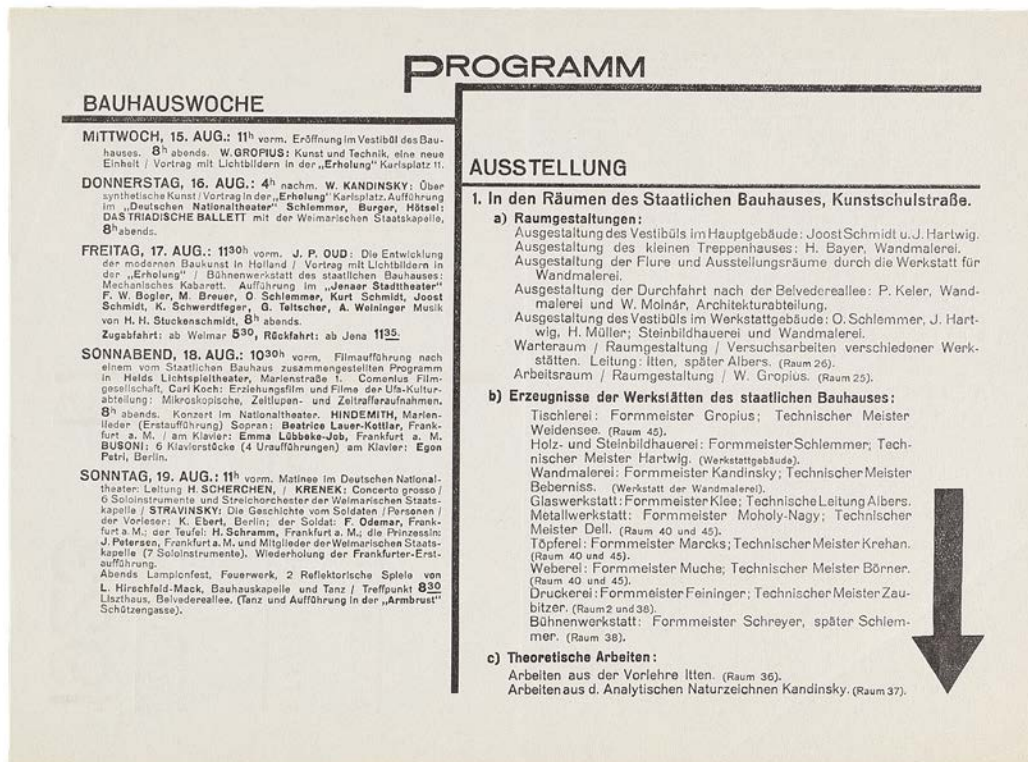 PROGRAMM
BAUHAUSWOCHE
MITTWOCH, 15. AUG.: 11h vorm. Eröffnung im Vestibül des Bau-
hauses. 8h abends. W. GROPIUS: Kunst und Technik, eine neue
Einheit / Vortrag mit Lichtbildern in der „Erholung" Karlsplatz 11.
DONNERSTAG, 16. AUG.: 4h nachm. W. KANDINSKY: Über
synthetische Kunst / Vortrag in der „Erholung" Karlsplatz. Aufführung
im „Deutschen Nationaltheater" Schlemmer, Burger, Hötsel:
DAS TRIADISCHE BALLETT mit der Weimarischen Staatskapelle,
8h abends.
FREITAG, 17. AUG.: 1130h vorm. J. P. OUD: Die Entwicklung
der modernen Baukunst in Holland / Vortrag mit Lichtbildern in
der „Erholung" / Bühnenwerkstatt des staatlichen Bauhauses:
Mechanisches Kabarett. Aufführung im „Jenaer Stadttheater"
F. W. Bogler, M. Breuer, O. Schlemmer, Kurt Schmidt, Joost
Schmidt, K. Schwerdtfeger, G. Teltscher, A. Weininger Musik
von H. H. Stuckenschmidt, 8h abends.
Zugabfahrt: ab Weimar 530, Rückfahrt: ab Jena 1135.
SONNABEND, 18. AUG.: 1030h vorm. Filmaufführung nach
einem vom Staatlichen Bauhaus zusammengestellten Programm
in Helds Lichtspieltheater, Marienstraße 1. Comenius Film-
gesellschaft, Carl Koch: Erziehungsfilm und Filme der Ufa-Kultur-
abteilung: Mikroskopische, Zeitlupen- und Zeitrafferaufnahmen.
8h abends. Konzert im Nationaltheater. HINDEMITH, Marien-
lieder (Erstaufführung) Sopran: Beatrice Lauer-Kottlar, Frank-
furt a. M. / am Klavier: Emma Lübbeke-Job, Frankfurt a. M.
BUSONI: 6 Klavierstücke (4 Uraufführungen) am Klavier: Egon
Petri, Berlin.
SONNTAG, 19. AUG.: 11h vorm. Matinee im Deutschen National-
theater: Leitung H. SCHERCHEN, / KRENEK: Concerto grosso /
6 Soloinstrumente und Streichorchester der Weimarischen Staats-
kapelle / STRAVINSKY: Die Geschichte vom Soldaten / Personen /
der Vorleser: K. Ebert, Berlin; der Soldat: F. Odemar, Frank-
furt a. M.; der Teufel: H. Schramm, Frankfurt a. M.; die Prinzessin:
J. Petersen, Frankfurt a. M. und Mitglieder der Weimarischen Staats-
kapelle (7 Soloinstrumente). Wiederholung der Frankfurter-Erst-
aufführung.
Abends Lampionfest, Feuerwerk, 2 Reflektorische Spiele von
L. Hirschfeld-Mack, Bauhauskapelle und Tanz / Treffpunkt 830
Liszthaus, Belvedereallee. (Tanz und Aufführung in der „Armbrust"
Schützengasse).
AUSSTELLUNG
1. In den Räumen des Staatlichen Bauhauses, Kunstschulstraße.
a) Raumgestaltungen:
Ausgestaltung des Vestibüls im Hauptgebäude: Joost Schmidt u. J. Hartwig.
Ausgestaltung des kleinen Treppenhauses: H. Bayer, Wandmalerei.
Ausgestaltung der Flure und Ausstellungsräume durch die Werkstatt für
Wandmalerei.
Ausgestaltung der Durchfahrt nach der Belvedereallee: P. Keler, Wand-
malerei und W. Molnár, Architekturabteilung.
Ausgestaltung des Vestibüls im Werkstattgebäude: O. Schlemmer, J. Hart-
wig, H. Müller; Steinbildhauerei und Wandmalerei.
Warteraum / Raumgestaltung / Versuchsarbeiten verschiedener Werk-
stätten. Leitung: Itten, später Albers. (Raum 26).
Arbeitsraum / Raumgestaltung / W. Gropius. (Raum 25).
b) Erzeugnisse der Werkstätten des staatlichen Bauhauses:
Tischlerei: Formmeister Gropius; Technischer Meister
Weidensee. (Raum 45).
Holz- und Steinbildhauerei: Formmeister Schlemmer; Tech-
nischer Meister Hartwig. (Werkstattgebäude).
Wandmalerei: Formmeister Kandinsky; Technischer Meister
Beberniss. (Werkstatt der Wandmalerei).
Glaswerkstatt: Formmeister Klee; Technische Leitung Albers.
Metallwerkstatt: Formmeister Moholy-Nagy; Technischer
Meister Dell. (Raum 40 und 45).
Töpferei: Formmeister Marcks; Technischer Meister Krehan.
(Raum 40 und 45).
Weberei: Formmeister Muche; Technischer Meister Börner.
(Raum 40 und 45).
Druckerei: Formmeister Feininger; Technischer Meister Zau-
bitzer. (Raum 2 und 38).
Bühnenwerkstatt: Formmeister Schreyer, später Schlem-
mer. (Raum 38).
c) Theoretische Arbeiten:
Arbeiten aus der Vorlehre Itten. (Raum 36).
Arbeiten aus d. Analytischen Naturzeichnen Kandinsky. (Raum 37).